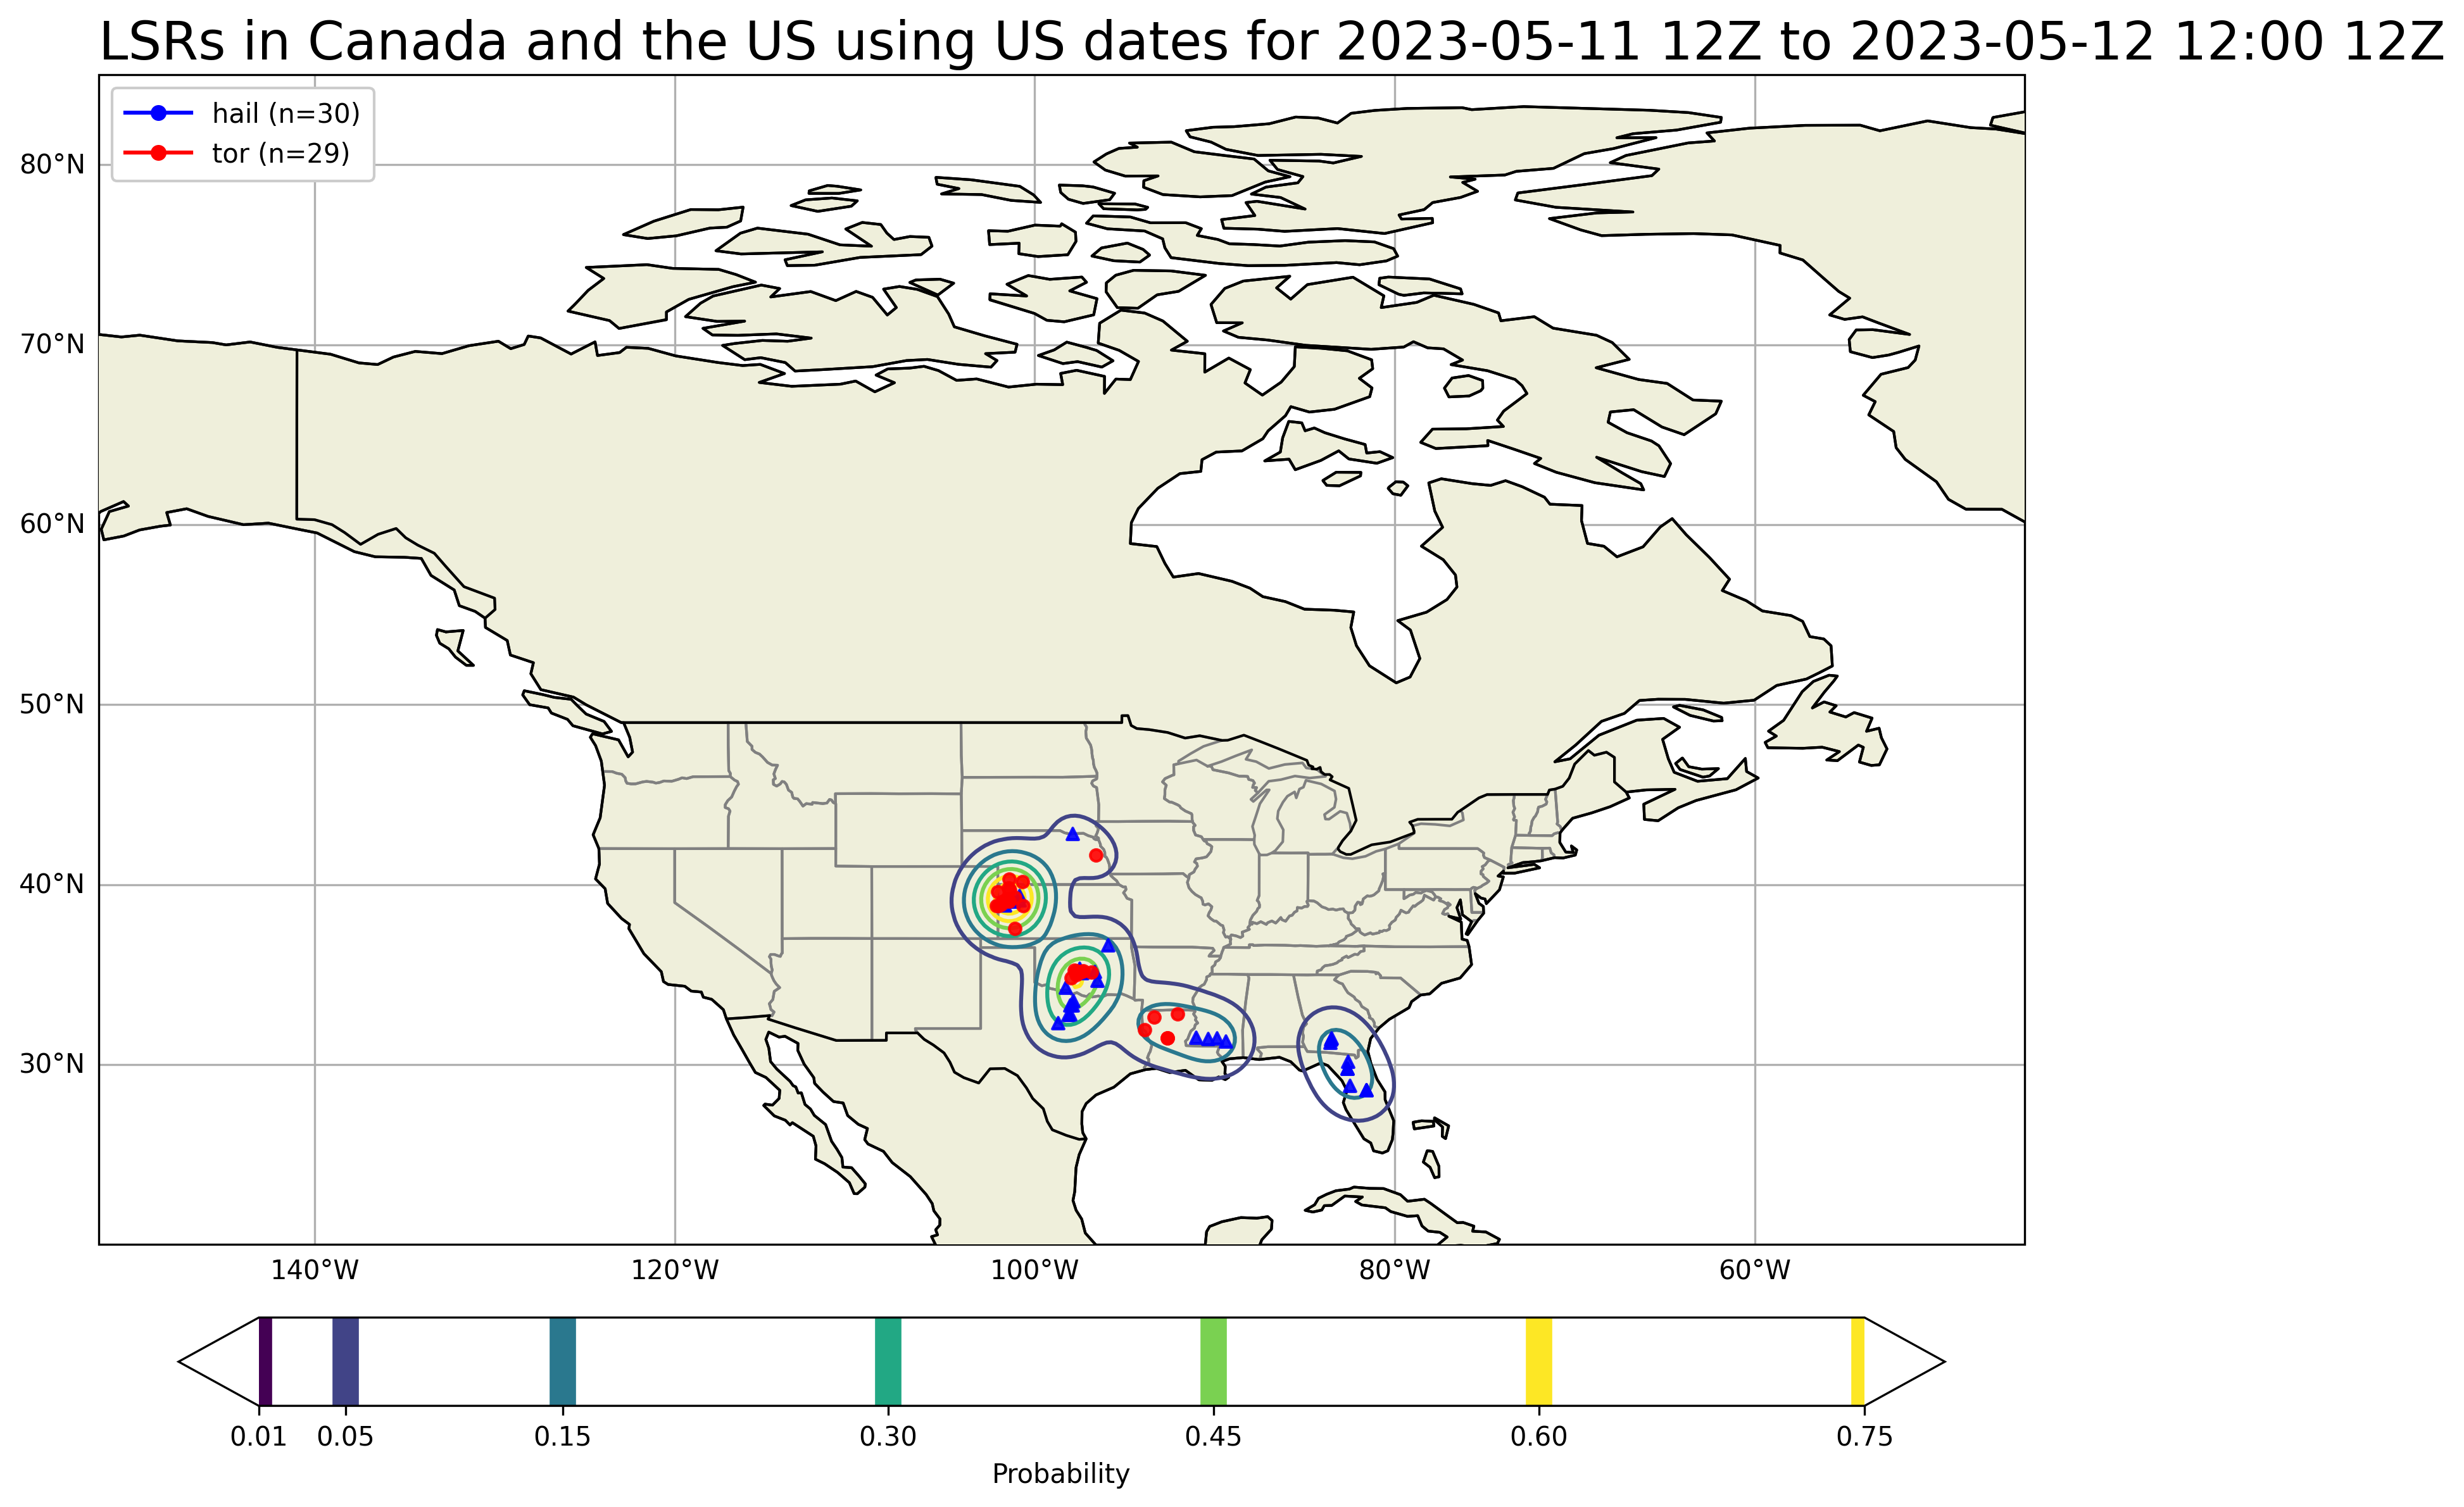 LSRs in Canada and the US using US dates for 2023-05-11 12Z to 2023-05-12 12:00 12Z
hail (n=30)
tor (n=29)
80°N
70°N
60°N
50°N
40°N
30°N
140°W 120°W 100°W 80°W 60°W
0.01 0.05 0.15 0.30 0.45 0.60 0.75
Probability